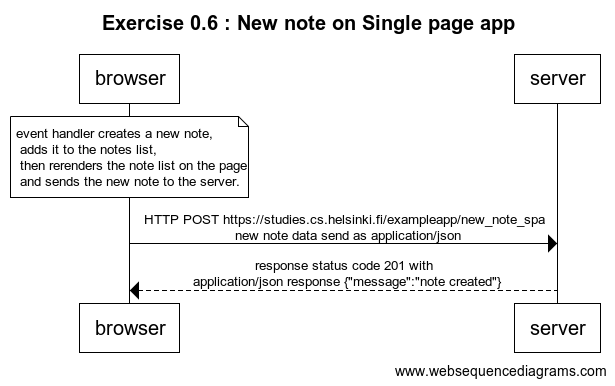 Exercise 0.6 : New note on Single page app
browser
server
event handler creates a new note,
adds it to the notes list,
then rerenders the note list on the page
and sends the new note to the server.
HTTP POST https://studies.cs.helsinki.fi/exampleapp/new_note_spa
new note data send as application/json
response status code 201 with
application/json response {"message":"note created"}
browser
server
www.websequencediagrams.com